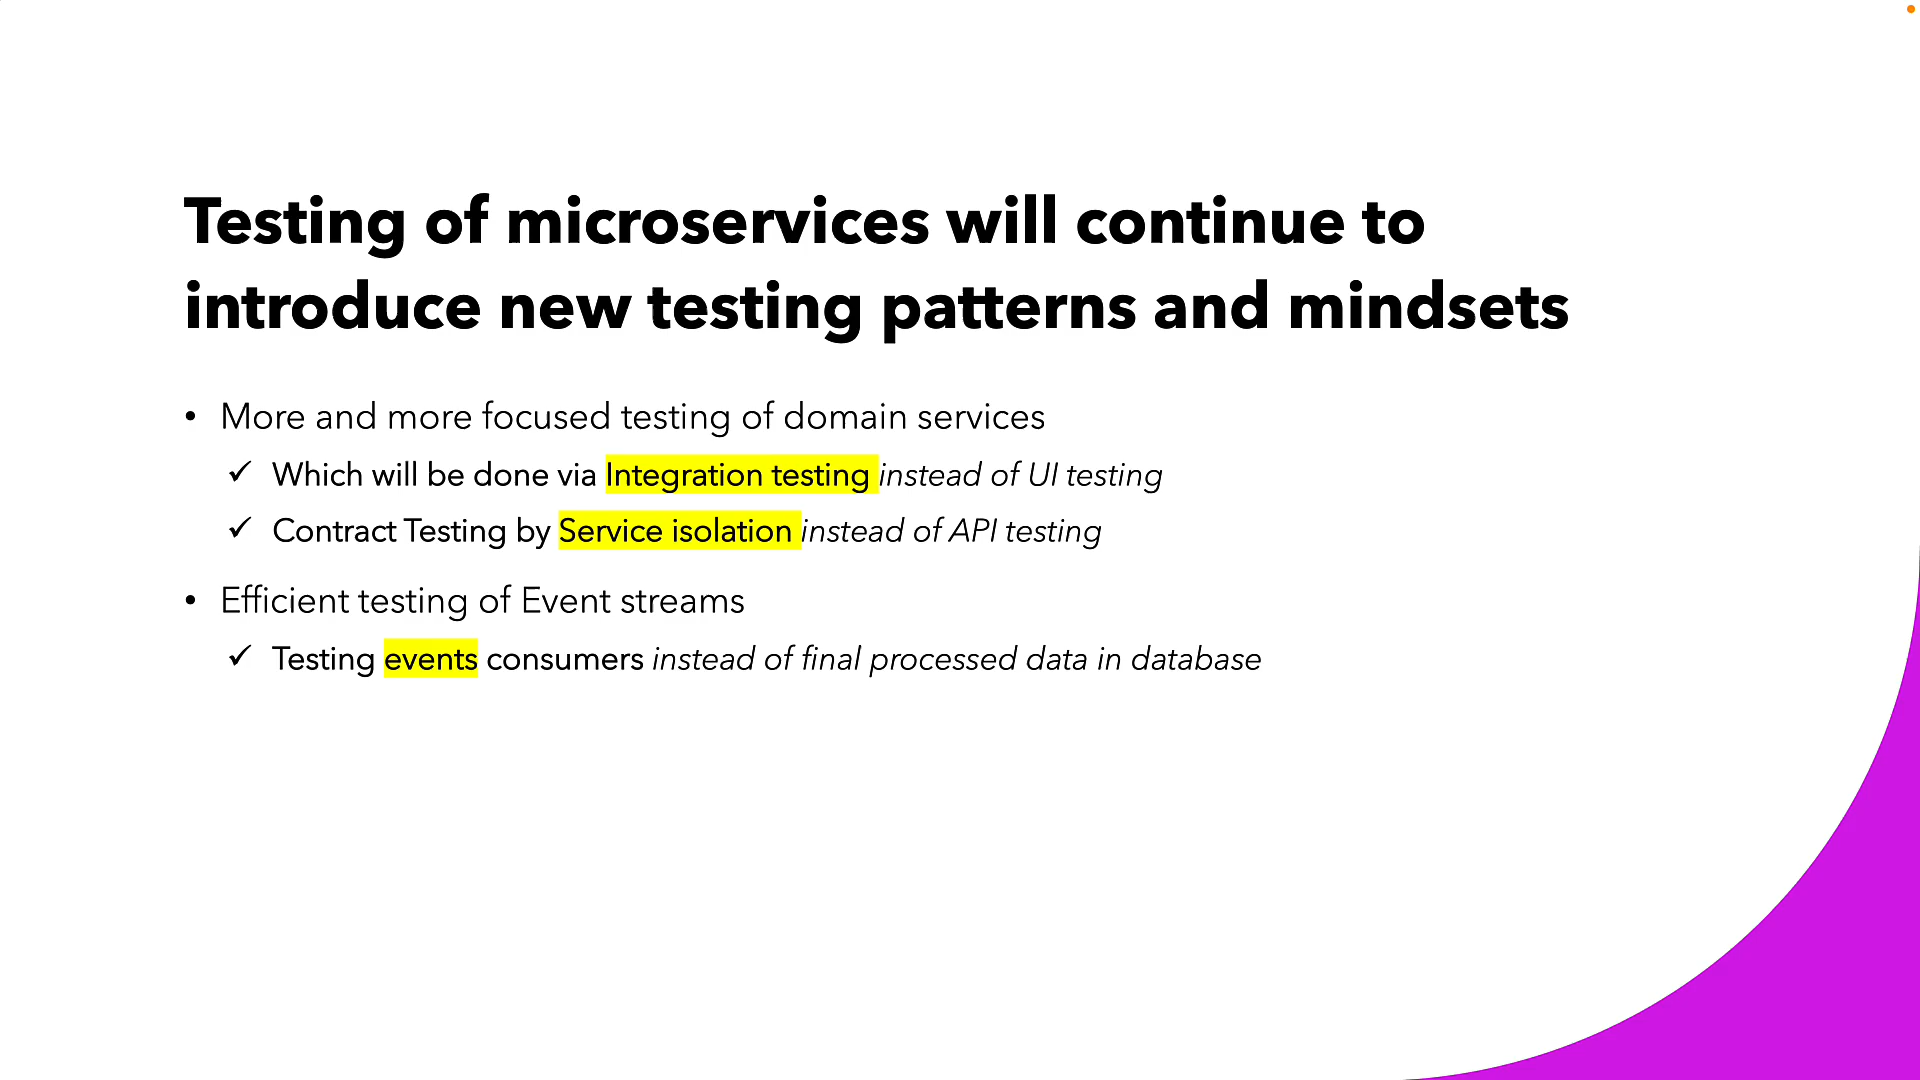 Testing of microservices will continue to
introduce new testing patterns and mindsets
• More and more focused testing of domain services
✓ Which will be done via Integration testing instead of UI testing
✓ Contract Testing by Service isolation instead of API testing
• Efficient testing of Event streams
✓ Testing events consumers instead of final processed data in database